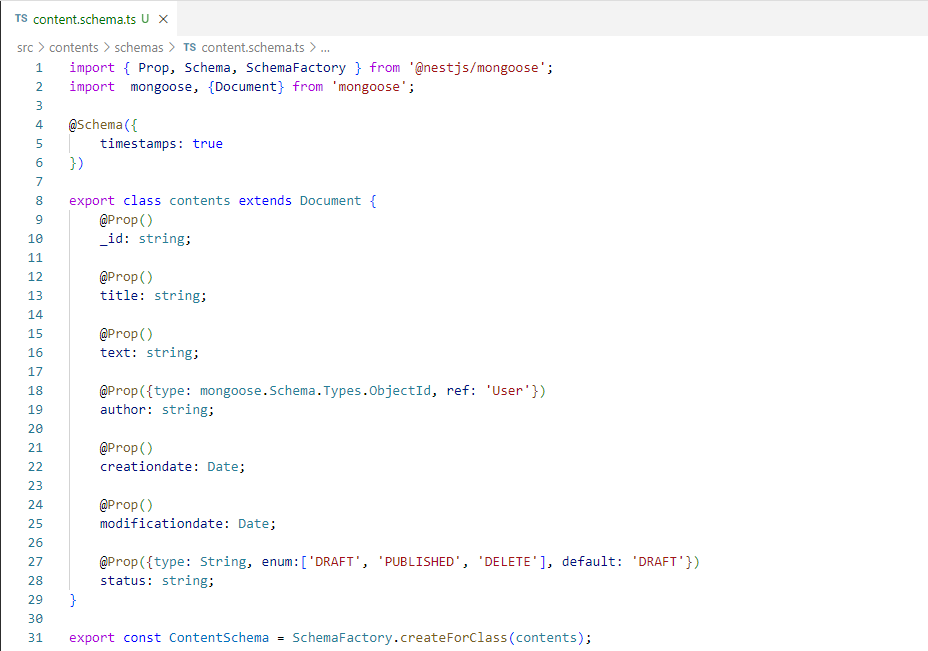 TS content.schema.ts U ×
src > contents > schemas > TS content.schema.ts > ...
1 import { Prop, Schema, SchemaFactory } from '@nestjs/mongoose';
2 import  mongoose, {Document} from 'mongoose';
3
4 @Schema({
5     timestamps: true
6 })
7
8 export class contents extends Document {
9     @Prop()
10     _id: string;
11
12     @Prop()
13     title: string;
14
15     @Prop()
16     text: string;
17
18     @Prop({type: mongoose.Schema.Types.ObjectId, ref: 'User'})
19     author: string;
20
21     @Prop()
22     creationdate: Date;
23
24     @Prop()
25     modificationdate: Date;
26
27     @Prop({type: String, enum:['DRAFT', 'PUBLISHED', 'DELETE'], default: 'DRAFT'})
28     status: string;
29 }
30
31 export const ContentSchema = SchemaFactory.createForClass(contents);